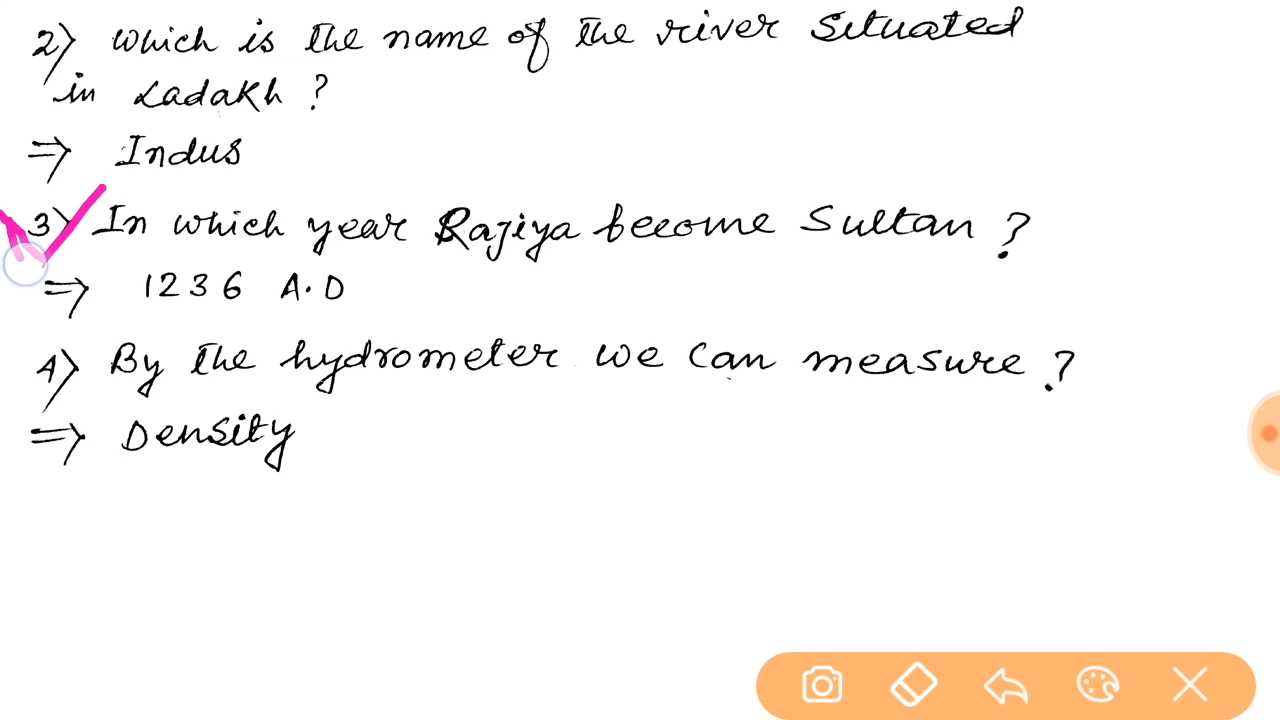 2) which is the name of the river situated
in Ladakh ?
⇒ Indus
3) In which year Rajiya become Sultan ?
⇒ 1236 A.D
4) By the hydrometer we can measure ?
⇒ Density